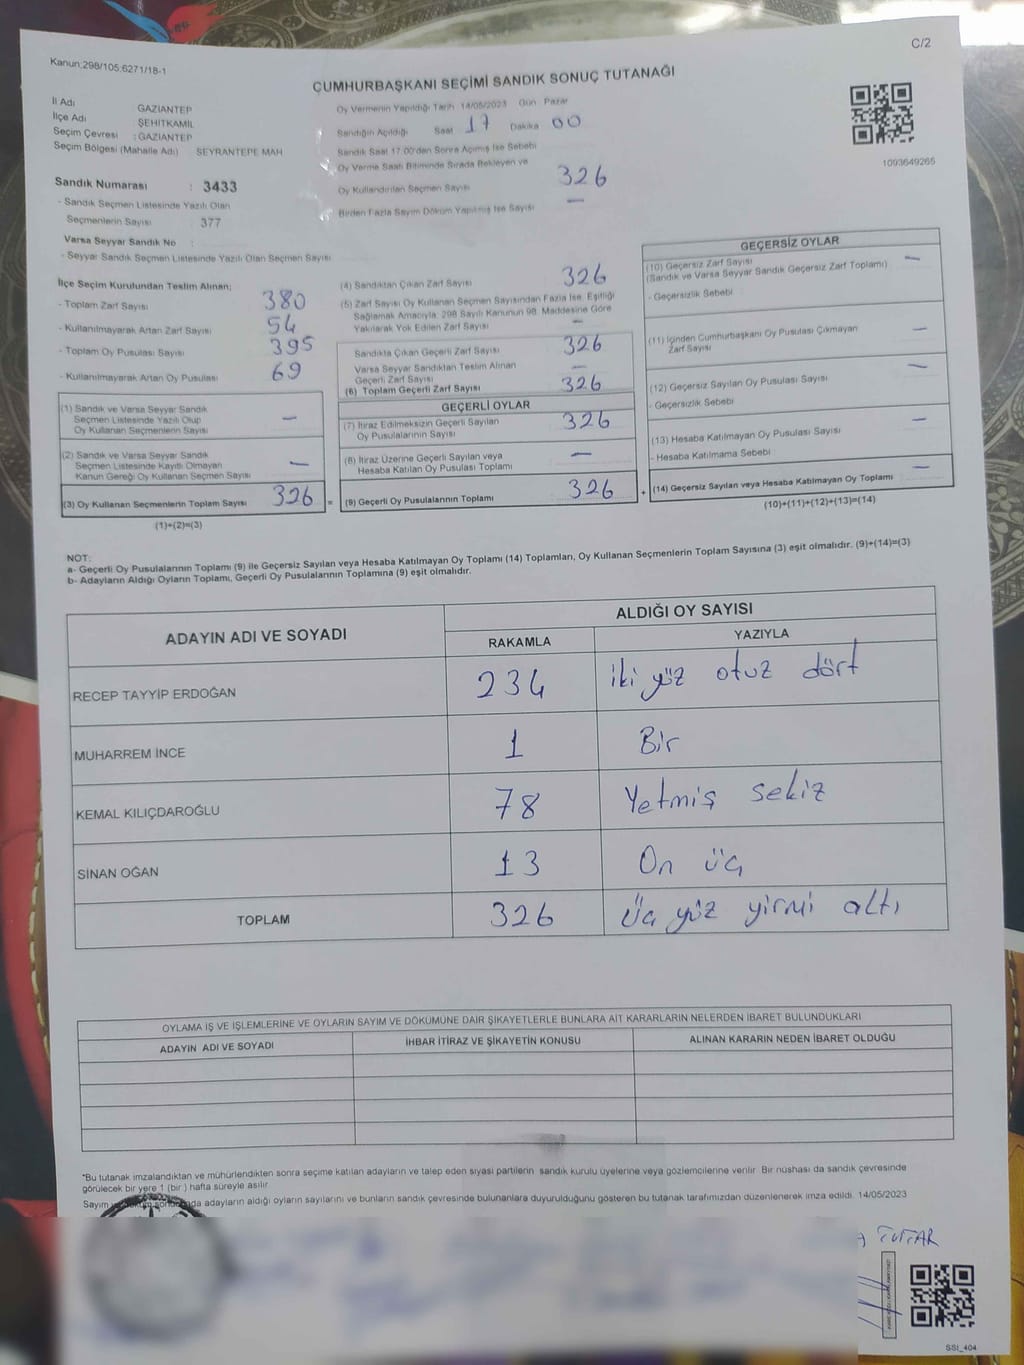 Kanun:298/105,6271/18-1
C/2
ÇUMHURBAŞKANI SEÇİMİ SANDIK SONUÇ TUTANAĞI
İl Adı GAZİANTEP
İlçe Adı ŞEHİTKAMİL
Seçim Çevresi : GAZİANTEP
Seçim Bölgesi (Mahalle Adı) SEYRANTEPE MAH
Sandık Numarası : 3433
- Sandık Seçmen Listesinde Yazılı Olan
Seçmenlerin Sayısı 377
Varsa Seyyar Sandık No :
- Seyyar Sandık Seçmen Listesinde Yazılı Olan Seçmen Sayısı
Oy Vermenin Yapıldığı Tarih 14/05/2023 Gün Pazar
Sandığın Açıldığı Saat 17 Dakika 00
Sandık Saat 17:00'den Sonra Açımış İse Sebebi
Oy Verme Saati Bitiminde Sırada Bekleyen ve
Oy Kullandırılan Seçmen Sayısı 326
Birden Fazla Sayım Döküm Yapılmış İse Sayısı —
1093649265
İlçe Seçim Kurulundan Teslim Alınan;
- Toplam Zarf Sayısı 380
- Kullanılmayarak Artan Zarf Sayısı 54
- Toplam Oy Pusulası Sayısı 395
- Kullanılmayarak Artan Oy Pusulası 69
(1) Sandık ve Varsa Seyyar Sandık
Seçmen Listesinde Yazılı Olup
Oy Kullanan Seçmenlerin Sayısı —
(2) Sandık ve Varsa Seyyar Sandık
Seçmen Listesinde Kayıtlı Olmayan
Kanun Gereği Oy Kullanan Seçmen Sayısı —
(3) Oy Kullanan Seçmenlerin Toplam Sayısı 326 =
(1)+(2)=(3)
(4) Sandıktan Çıkan Zarf Sayısı 326
(5) Zarf Sayısı Oy Kullanan Seçmen Sayısından Fazla İse, Eşitliği
Sağlamak Amacıyla, 298 Sayılı Kanunun 98. Maddesine Göre
Yakılarak Yok Edilen Zarf Sayısı —
Sandıkta Çıkan Geçerli Zarf Sayısı 326
Varsa Seyyar Sandıktan Teslim Alınan
Geçerli Zarf Sayısı —
(6) Toplam Geçerli Zarf Sayısı 326
GEÇERLİ OYLAR
(7) İtiraz Edilmeksizin Geçerli Sayılan
Oy Pusulalarının Sayısı 326
(8) İtiraz Üzerine Geçerli Sayılan veya
Hesaba Katılan Oy Pusulası Toplamı —
(9) Geçerli Oy Pusulalarının Toplamı 326 +
GEÇERSİZ OYLAR
(10) Geçersiz Zarf Sayısı —
(Sandık ve Varsa Seyyar Sandık Geçersiz Zarf Toplamı)
- Geçersizlik Sebebi
(11) İçinden Cumhurbaşkanı Oy Pusulası Çıkmayan
Zarf Sayısı —
(12) Geçersiz Sayılan Oy Pusulası Sayısı —
- Geçersizlik Sebebi
(13) Hesaba Katılmayan Oy Pusulası Sayısı —
- Hesaba Katılmama Sebebi
(14) Geçersiz Sayılan veya Hesaba Katılmayan Oy Toplamı —
(10)+(11)+(12)+(13)=(14)
NOT:
a- Geçerli Oy Pusulalarının Toplamı (9) ile Geçersiz Sayılan veya Hesaba Katılmayan Oy Toplamı (14) Toplamları, Oy Kullanan Seçmenlerin Toplam Sayısına (3) eşit olmalıdır. (9)+(14)=(3)
b- Adayların Aldığı Oyların Toplamı, Geçerli Oy Pusulalarının Toplamına (9) eşit olmalıdır.
ADAYIN ADI VE SOYADI ALDIĞI OY SAYISI
RAKAMLA YAZIYLA
RECEP TAYYİP ERDOĞAN 234 iki yüz otuz dört
MUHARREM İNCE 1 Bir
KEMAL KILIÇDAROĞLU 78 Yetmiş sekiz
SİNAN OĞAN 13 On üç
TOPLAM 326 üç yüz yirmi altı
OYLAMA İŞ VE İŞLEMLERİNE VE OYLARIN SAYIM VE DÖKÜMÜNE DAİR ŞİKAYETLERLE BUNLARA AİT KARARLARIN NELERDEN İBARET BULUNDUKLARI
ADAYIN ADI VE SOYADI İHBAR İTİRAZ VE ŞİKAYETİN KONUSU ALINAN KARARIN NEDEN İBARET OLDUĞU
*Bu tutanak imzalandıktan ve mühürlendikten sonra seçime katılan adayların ve talep eden siyasi partilerin sandık kurulu üyelerine veya gözlemcilerine verilir. Bir nüshası da sandık çevresinde
görülecek bir yere 1 (bir) hafta süreyle asılır.
Sayım adayların aldığı oyların sayılarını ve bunların sandık çevresinde bulunanlara duyurulduğunu gösteren bu tutanak tarafımızdan düzenlenerek imza edildi. 14/05/2023
TUTAR
SSI_404